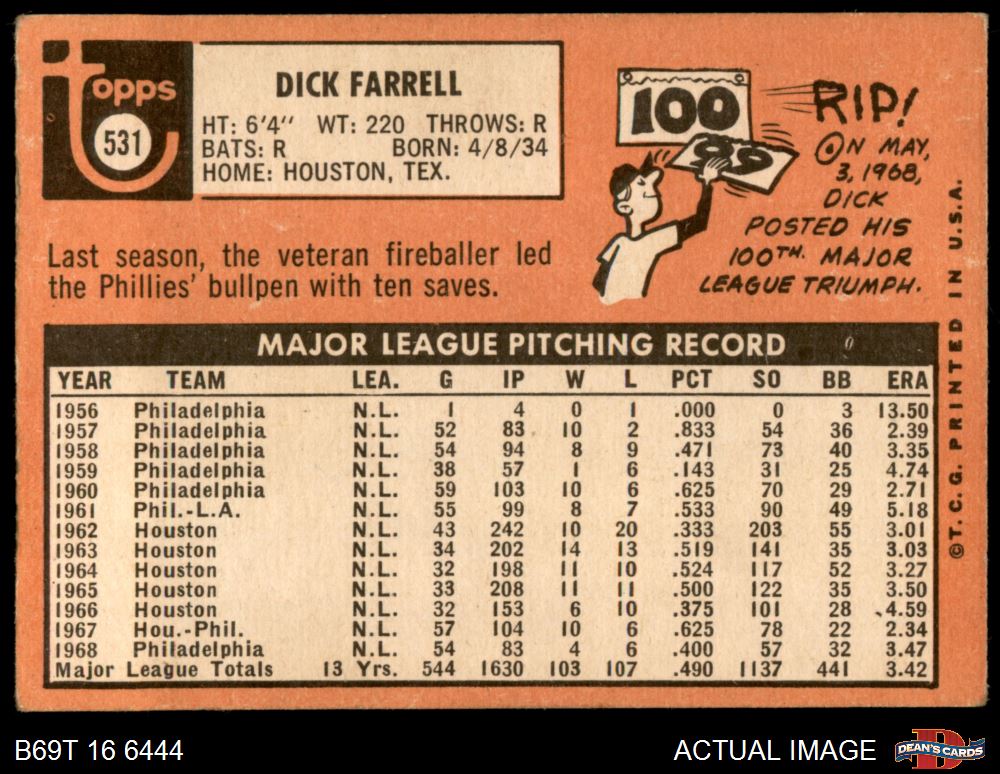 Topps
531
DICK FARRELL
HT: 6'4" WT: 220 THROWS: R
BATS: R BORN: 4/8/34
HOME: HOUSTON, TEX.
Last season, the veteran fireballer led
the Phillies' bullpen with ten saves.
100
99
RIP!
ON MAY,
3, 1968,
DICK
POSTED HIS
100TH. MAJOR
LEAGUE TRIUMPH.
MAJOR LEAGUE PITCHING RECORD
YEAR TEAM LEA. G IP W L PCT SO BB ERA
1956 Philadelphia N.L. 1 4 0 1 .000 0 3 13.50
1957 Philadelphia N.L. 52 83 10 2 .833 54 36 2.39
1958 Philadelphia N.L. 54 94 8 9 .471 73 40 3.35
1959 Philadelphia N.L. 38 57 1 6 .143 31 25 4.74
1960 Philadelphia N.L. 59 103 10 6 .625 70 29 2.71
1961 Phil.-L.A. N.L. 55 99 8 7 .533 90 49 5.18
1962 Houston N.L. 43 242 10 20 .333 203 55 3.01
1963 Houston N.L. 34 202 14 13 .519 141 35 3.03
1964 Houston N.L. 32 198 11 10 .524 117 52 3.27
1965 Houston N.L. 33 208 11 11 .500 122 35 3.50
1966 Houston N.L. 32 153 6 10 .375 101 28 4.59
1967 Hou.-Phil. N.L. 57 104 10 6 .625 78 22 2.34
1968 Philadelphia N.L. 54 83 4 6 .400 57 32 3.47
Major League Totals 13 Yrs. 544 1630 103 107 .490 1137 441 3.42
© T. C. G. PRINTED IN U.S.A.
B69T 16 6444
ACTUAL IMAGE
DEAN'S CARDS